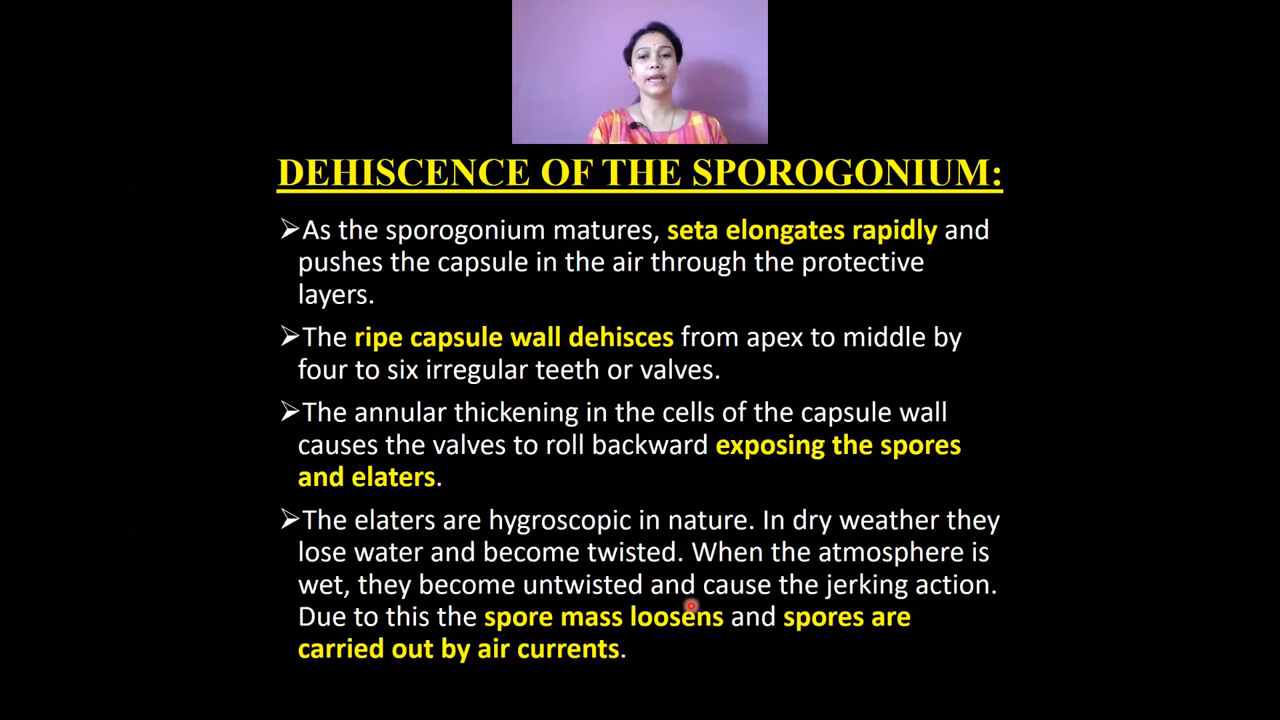 DEHISCENCE OF THE SPOROGONIUM:
➢As the sporogonium matures, seta elongates rapidly and
pushes the capsule in the air through the protective
layers.
➢The ripe capsule wall dehisces from apex to middle by
four to six irregular teeth or valves.
➢The annular thickening in the cells of the capsule wall
causes the valves to roll backward exposing the spores
and elaters.
➢The elaters are hygroscopic in nature. In dry weather they
lose water and become twisted. When the atmosphere is
wet, they become untwisted and cause the jerking action.
Due to this the spore mass loosens and spores are
carried out by air currents.